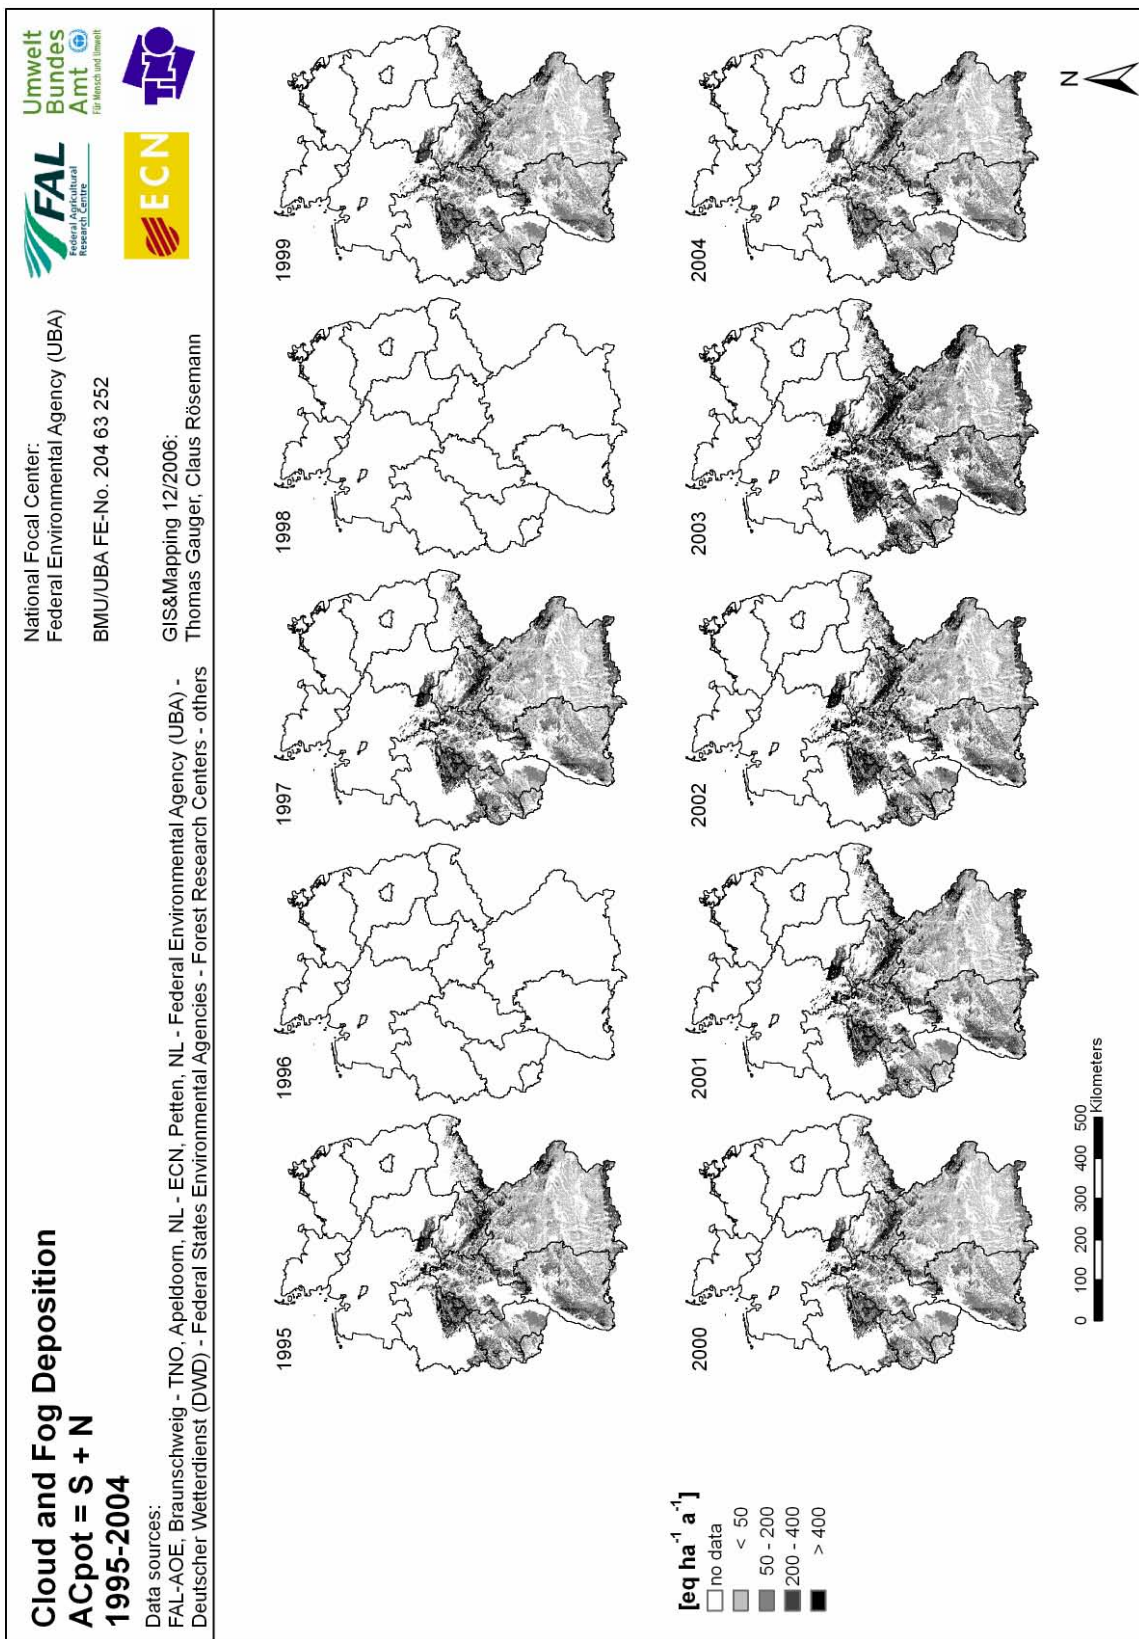 Cloud and Fog Deposition
ACpot = S + N
1995-2004
Data sources:
FAL-AOE, Braunschweig - TNO, Apeldoorn, NL - ECN, Petten, NL - Federal Environmental Agency (UBA) -
Deutscher Wetterdienst (DWD) - Federal States Environmental Agencies - Forest Research Centers - others
National Focal Center:
Federal Environmental Agency (UBA)
BMU/UBA FE-No. 204 63 252
GIS&Mapping 12/2006:
Thomas Gauger, Claus Rösemann
FAL
Federal Agricultural
Research Centre
Umwelt
Bundes
Amt
Für Mensch und Umwelt
ECN
TNO
1995
1996
1997
1998
1999
2000
2001
2002
2003
2004
[eq ha⁻¹ a⁻¹]
no data
< 50
50 - 200
200 - 400
> 400
0 100 200 300 400 500
Kilometers
N